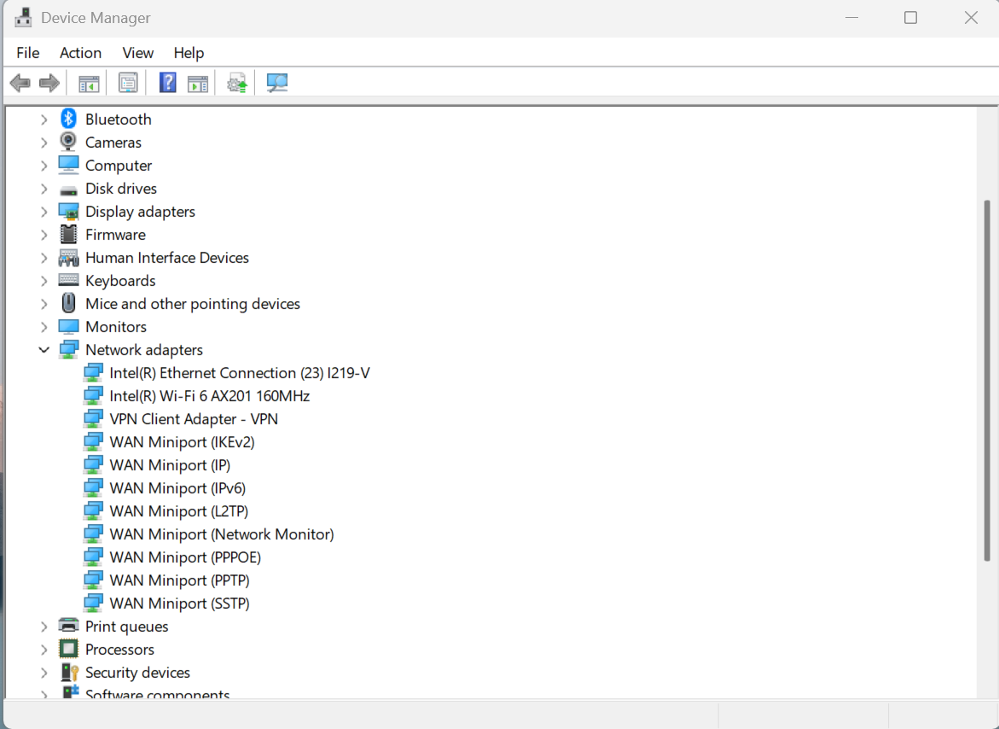 Device Manager
File Action View Help
Bluetooth
Cameras
Computer
Disk drives
Display adapters
Firmware
Human Interface Devices
Keyboards
Mice and other pointing devices
Monitors
Network adapters
Intel(R) Ethernet Connection (23) I219-V
Intel(R) Wi-Fi 6 AX201 160MHz
VPN Client Adapter - VPN
WAN Miniport (IKEv2)
WAN Miniport (IP)
WAN Miniport (IPv6)
WAN Miniport (L2TP)
WAN Miniport (Network Monitor)
WAN Miniport (PPPOE)
WAN Miniport (PPTP)
WAN Miniport (SSTP)
Print queues
Processors
Security devices
Software components